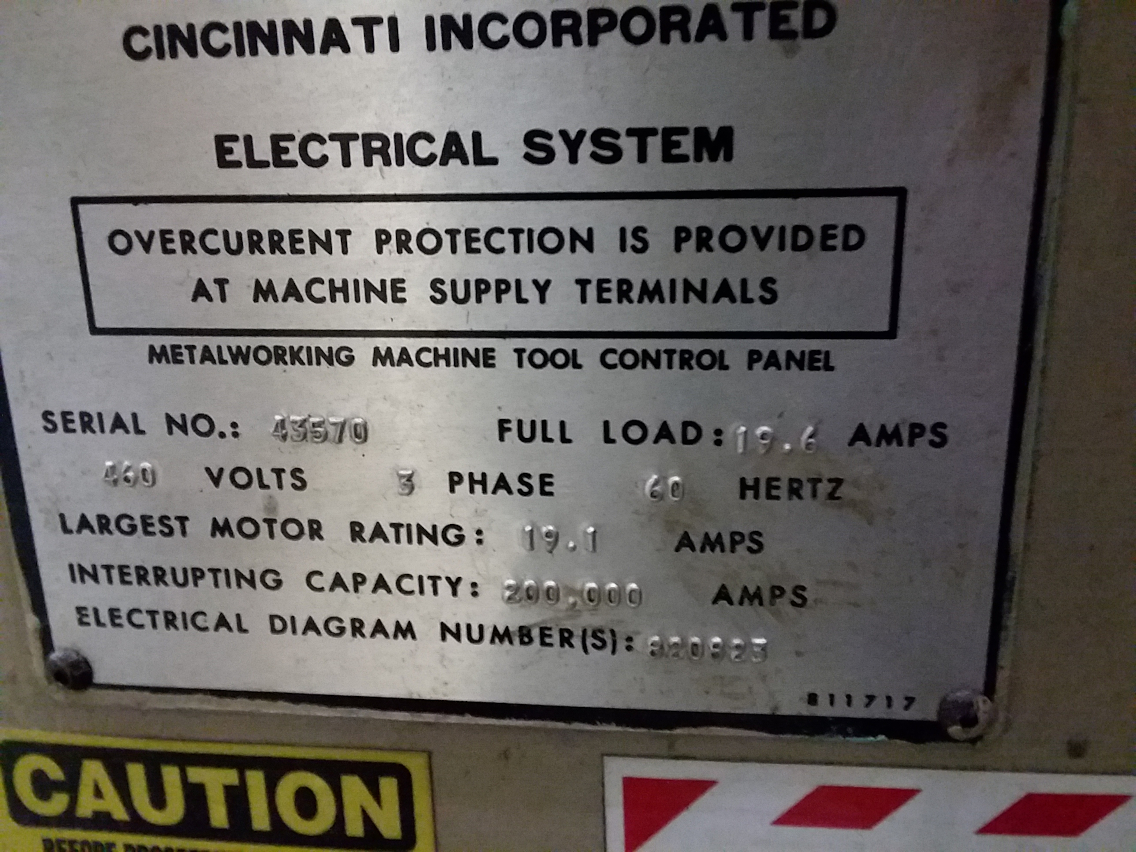 CINCINNATI INCORPORATED
ELECTRICAL SYSTEM
OVERCURRENT PROTECTION IS PROVIDED
AT MACHINE SUPPLY TERMINALS
METALWORKING MACHINE TOOL CONTROL PANEL
SERIAL NO.: 43570 FULL LOAD: 19.6 AMPS
460 VOLTS 3 PHASE 60 HERTZ
LARGEST MOTOR RATING: 19.1 AMPS
INTERRUPTING CAPACITY: 200,000 AMPS
ELECTRICAL DIAGRAM NUMBER(S):
811717
CAUTION
BEFORE